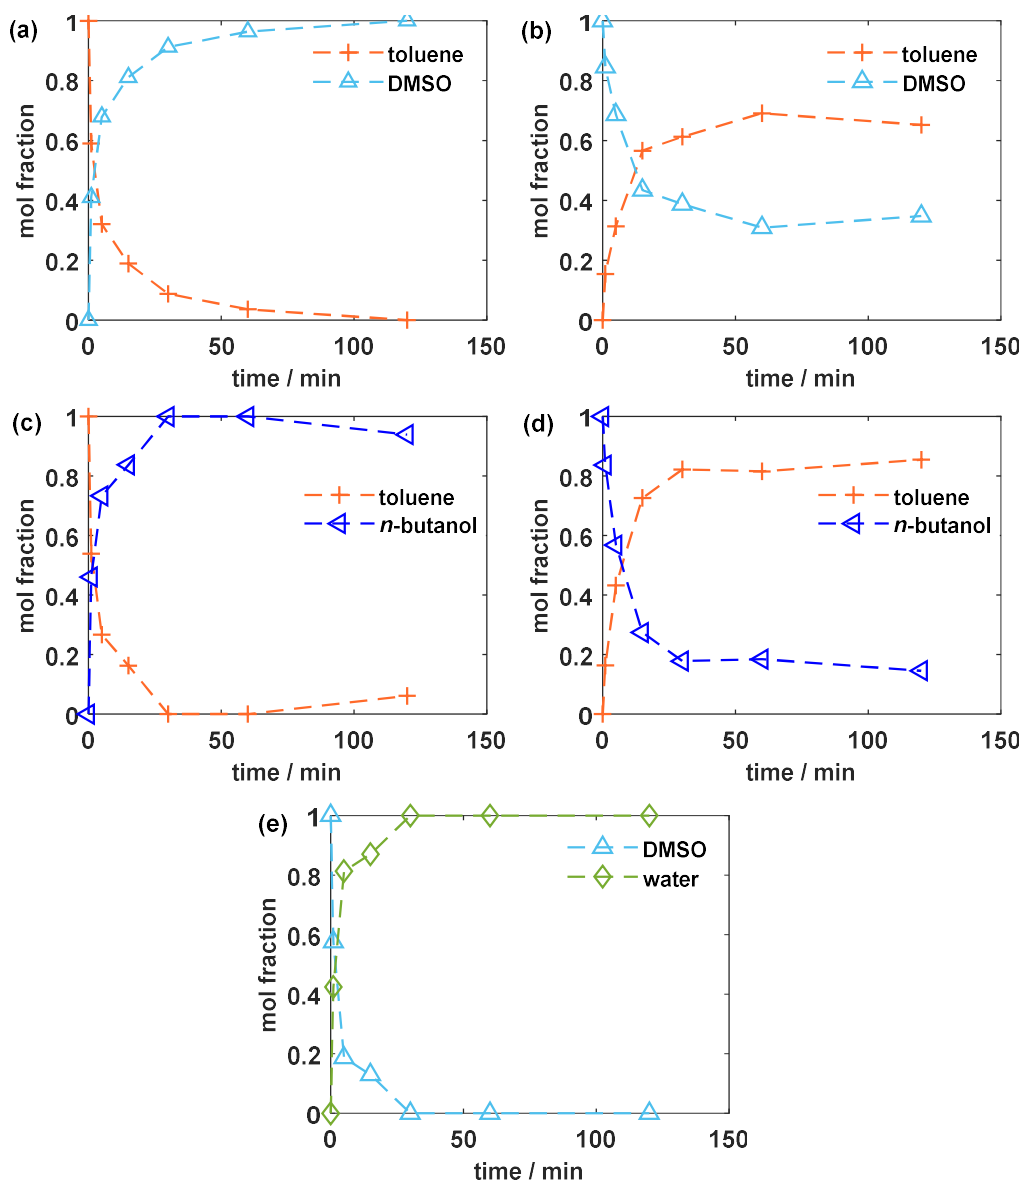 (a)
1
0.8
0.6
0.4
0.2
0
mol fraction
toluene
DMSO
0 50 100 150
time / min
(b)
1
0.8
0.6
0.4
0.2
0
mol fraction
toluene
DMSO
0 50 100 150
time / min
(c)
1
0.8
0.6
0.4
0.2
0
mol fraction
toluene
n-butanol
0 50 100 150
time / min
(d)
1
0.8
0.6
0.4
0.2
0
mol fraction
toluene
n-butanol
0 50 100 150
time / min
(e)
1
0.8
0.6
0.4
0.2
0
mol fraction
DMSO
water
0 50 100 150
time / min